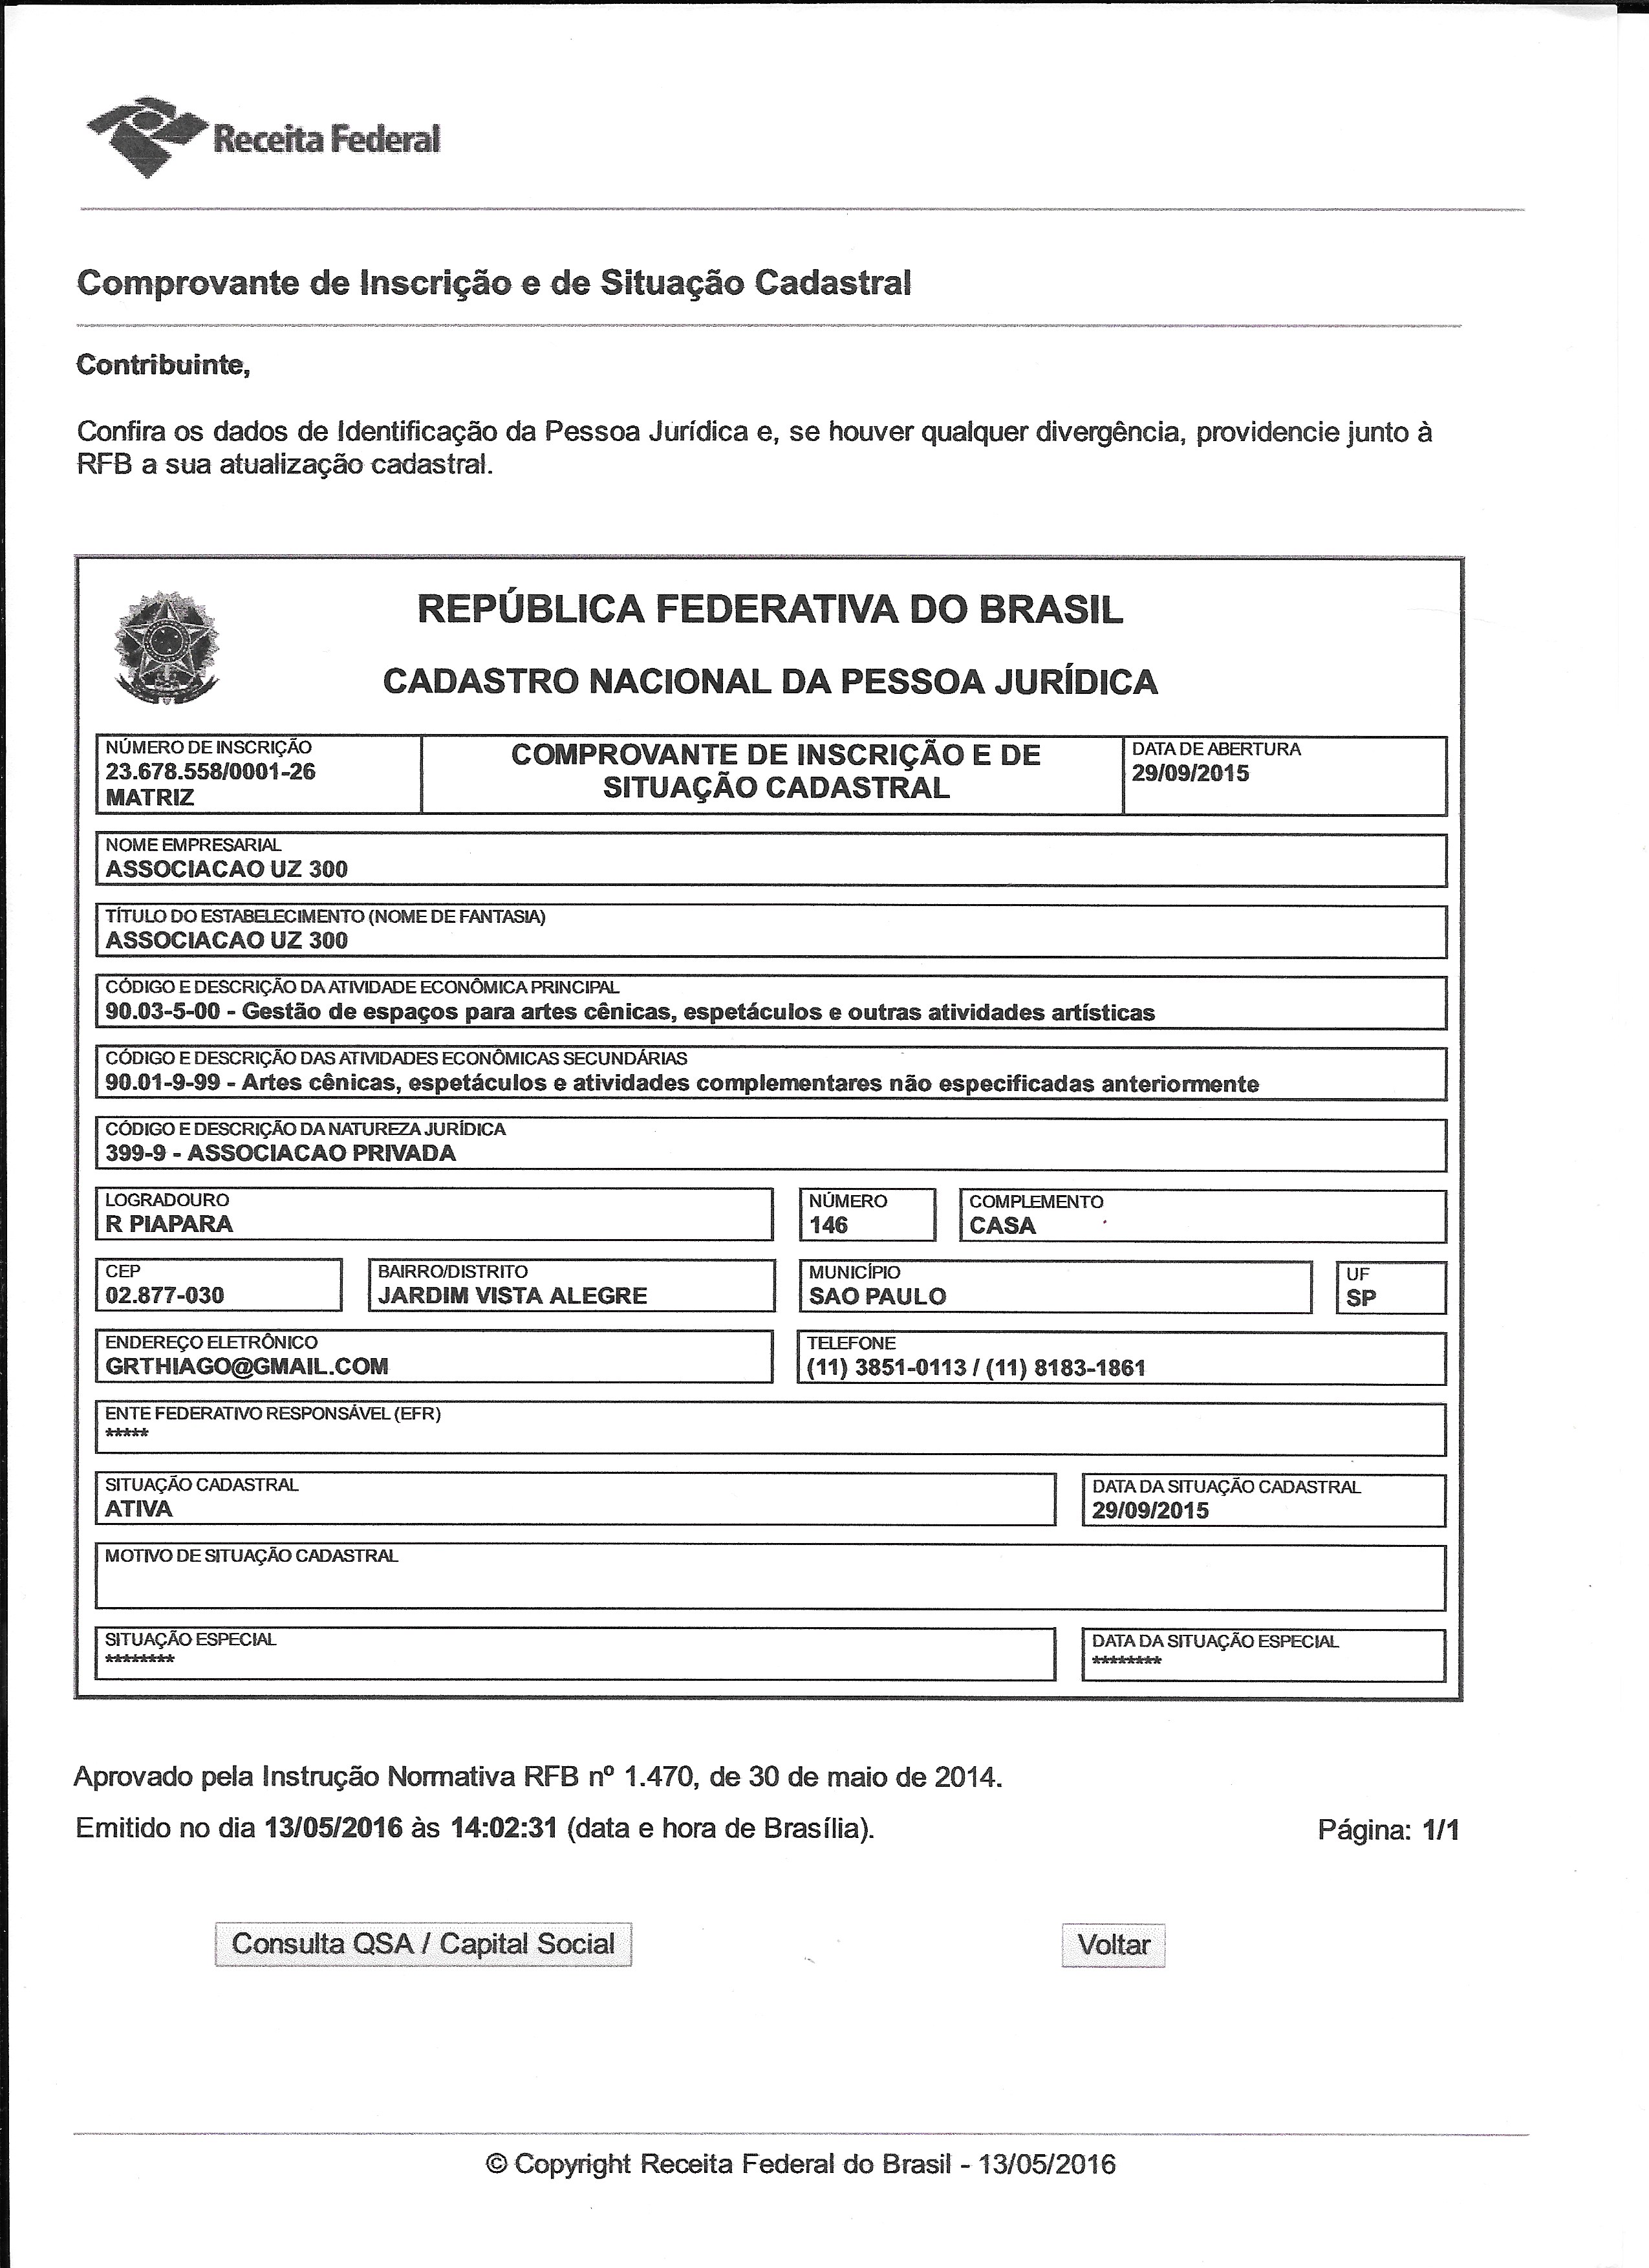 Receita Federal
Comprovante de Inscrição e de Situação Cadastral
Contribuinte,
Confira os dados de Identificação da Pessoa Jurídica e, se houver qualquer divergência, providencie junto à
RFB a sua atualização cadastral.
REPÚBLICA FEDERATIVA DO BRASIL
CADASTRO NACIONAL DA PESSOA JURÍDICA
NÚMERO DE INSCRIÇÃO
23.678.558/0001-26
MATRIZ
COMPROVANTE DE INSCRIÇÃO E DE
SITUAÇÃO CADASTRAL
DATA DE ABERTURA
29/09/2015
NOME EMPRESARIAL
ASSOCIACAO UZ 300
TÍTULO DO ESTABELECIMENTO (NOME DE FANTASIA)
ASSOCIACAO UZ 300
CÓDIGO E DESCRIÇÃO DA ATIVIDADE ECONÔMICA PRINCIPAL
90.03-5-00 - Gestão de espaços para artes cênicas, espetáculos e outras atividades artísticas
CÓDIGO E DESCRIÇÃO DAS ATIVIDADES ECONÔMICAS SECUNDÁRIAS
90.01-9-99 - Artes cênicas, espetáculos e atividades complementares não especificadas anteriormente
CÓDIGO E DESCRIÇÃO DA NATUREZA JURÍDICA
399-9 - ASSOCIACAO PRIVADA
LOGRADOURO
R PIAPARA
NÚMERO
146
COMPLEMENTO
CASA
CEP
02.877-030
BAIRRO/DISTRITO
JARDIM VISTA ALEGRE
MUNICÍPIO
SAO PAULO
UF
SP
ENDEREÇO ELETRÔNICO
GRTHIAGO@GMAIL.COM
TELEFONE
(11) 3851-0113 / (11) 8183-1861
ENTE FEDERATIVO RESPONSÁVEL (EFR)
*****
SITUAÇÃO CADASTRAL
ATIVA
DATA DA SITUAÇÃO CADASTRAL
29/09/2015
MOTIVO DE SITUAÇÃO CADASTRAL
SITUAÇÃO ESPECIAL
********
DATA DA SITUAÇÃO ESPECIAL
********
Aprovado pela Instrução Normativa RFB nº 1.470, de 30 de maio de 2014.
Emitido no dia 13/05/2016 às 14:02:31 (data e hora de Brasília).
Página: 1/1
Consulta QSA / Capital Social
Voltar
© Copyright Receita Federal do Brasil - 13/05/2016